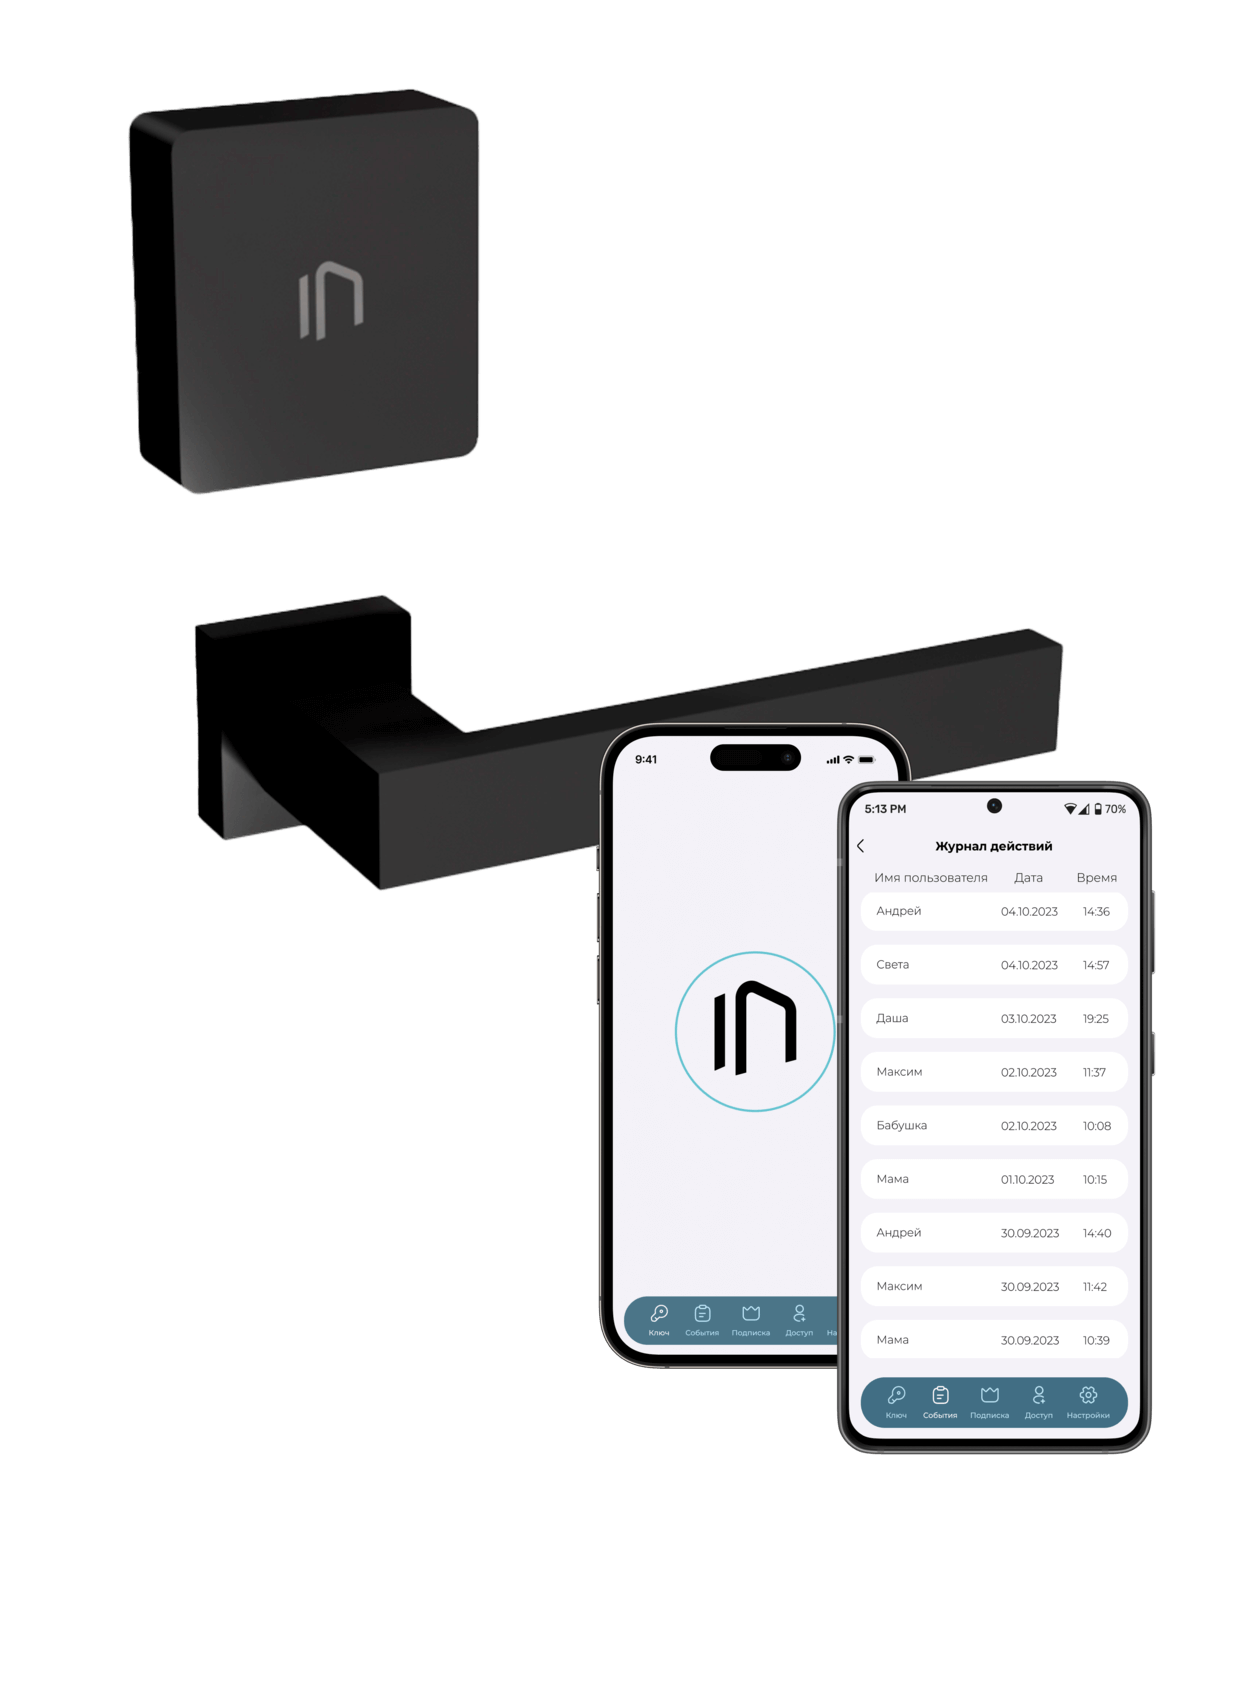 IN
9:41
IN
Ключ События Подписка Доступ На
5:13 PM 70%
Журнал действий
Имя пользователя Дата Время
Андрей 04.10.2023 14:36
Света 04.10.2023 14:57
Даша 03.10.2023 19:25
Максим 02.10.2023 11:37
Бабушка 02.10.2023 10:08
Мама 01.10.2023 10:15
Андрей 30.09.2023 14:40
Максим 30.09.2023 11:42
Мама 30.09.2023 10:39
Ключ События Подписка Доступ Настройки